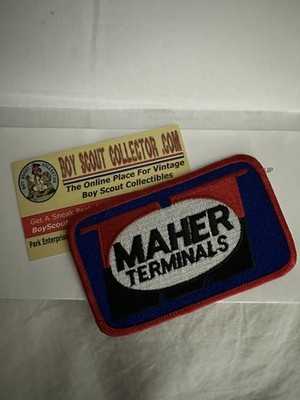 BOY SCOUT COLLECTOR .COM
The Online Place For Vintage
Boy Scout Collectibles
Get A Sneak
BoyScout
Park Enterprise
MAHER
TERMINALS